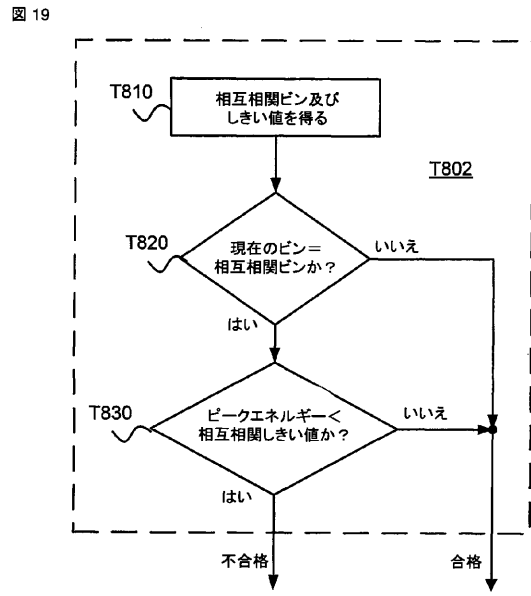 図 19
T810
相互相関ビン及び
しきい値を得る
T802
T820
現在のビン＝
相互相関ビンか？
いいえ
はい
T830
ピークエネルギー＜
相互相関しきい値か？
いいえ
はい
不合格
合格